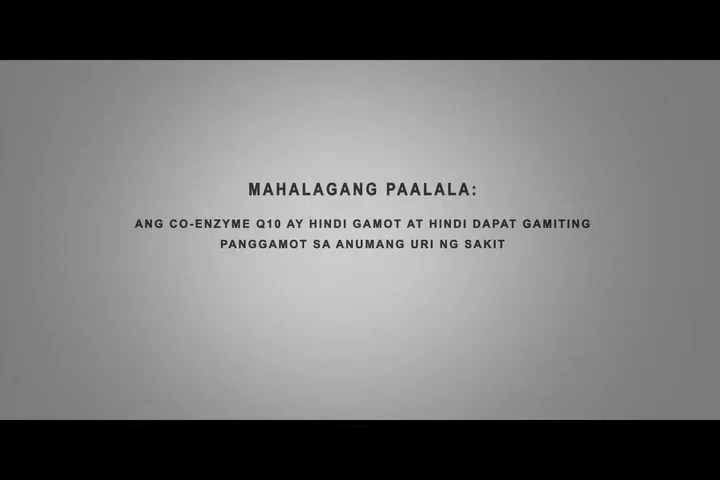 MAHALAGANG PAALALA:
ANG CO-ENZYME Q10 AY HINDI GAMOT AT HINDI DAPAT GAMITING
PANGGAMOT SA ANUMANG URI NG SAKIT